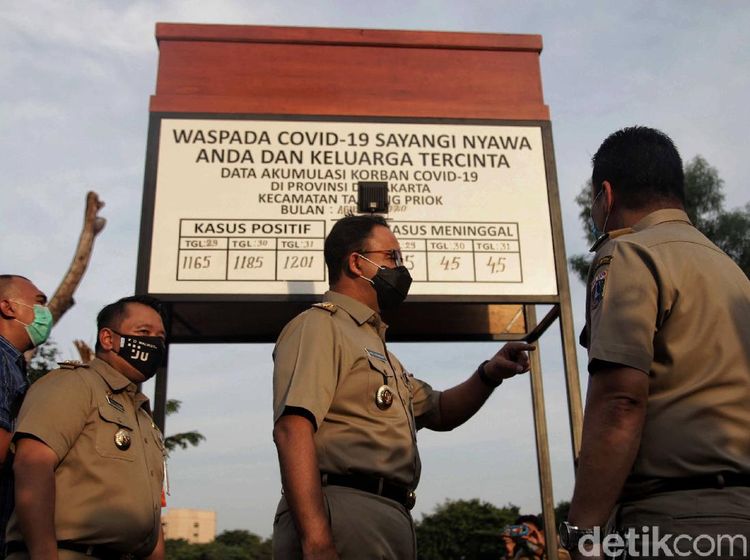 WASPADA COVID-19 SAYANGI NYAWA
ANDA DAN KELUARGA TERCINTA
DATA AKUMULASI KORBAN COVID-19
DI PROVINSI JAKARTA
KECAMATAN PRIOK
BULAN :
KASUS POSITIF KASUS MENINGGAL
TGL:29 TGL:30 TGL:31 TGL:30 TGL:31
1165 1185 1201 45 45
JU
detikcom